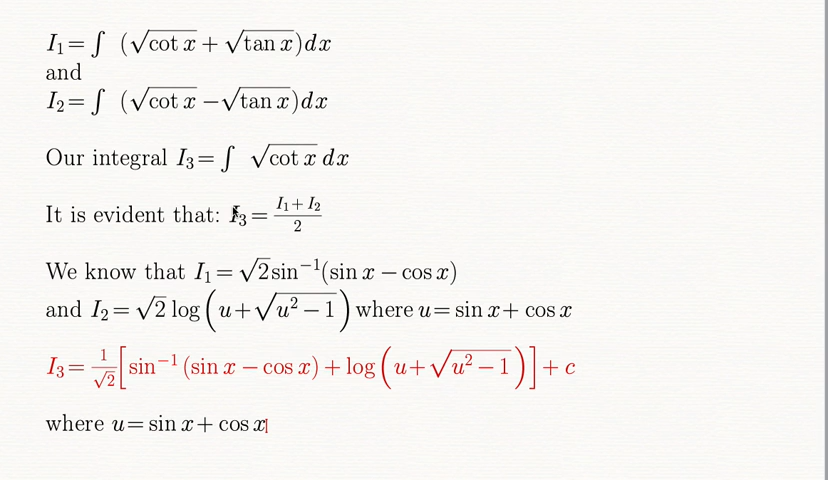 I₁ = ∫ (√cot x + √tan x)dx
and
I₂ = ∫ (√cot x − √tan x)dx
Our integral I₃ = ∫ √cot x dx
It is evident that: I₃ = (I₁ + I₂)/2
We know that I₁ = √2 sin⁻¹(sin x − cos x)
and I₂ = √2 log(u + √(u² − 1)) where u = sin x + cos x
I₃ = 1/√2 [sin⁻¹ (sin x − cos x) + log(u + √(u² − 1))] + c
where u = sin x + cos x